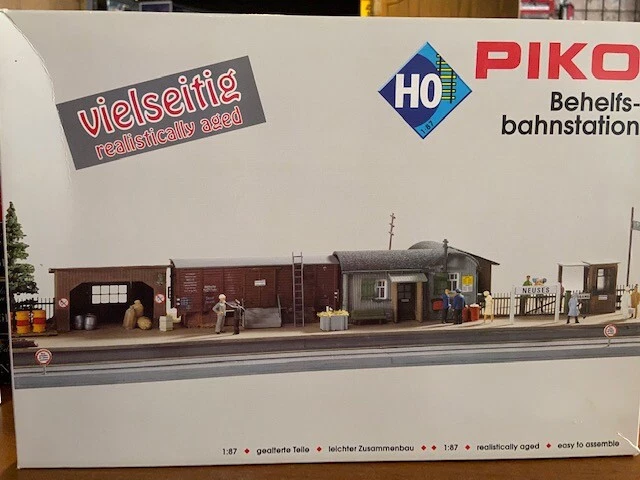 vielseitig
realistically aged
HO
1:87
PIKO
Behelfs-
bahnstation
NEUSES
1:87 ♦ gealterte Teile ♦ leichter Zusammenbau ♦ ♦ 1:87 ♦ realistically aged ♦ easy to assemble